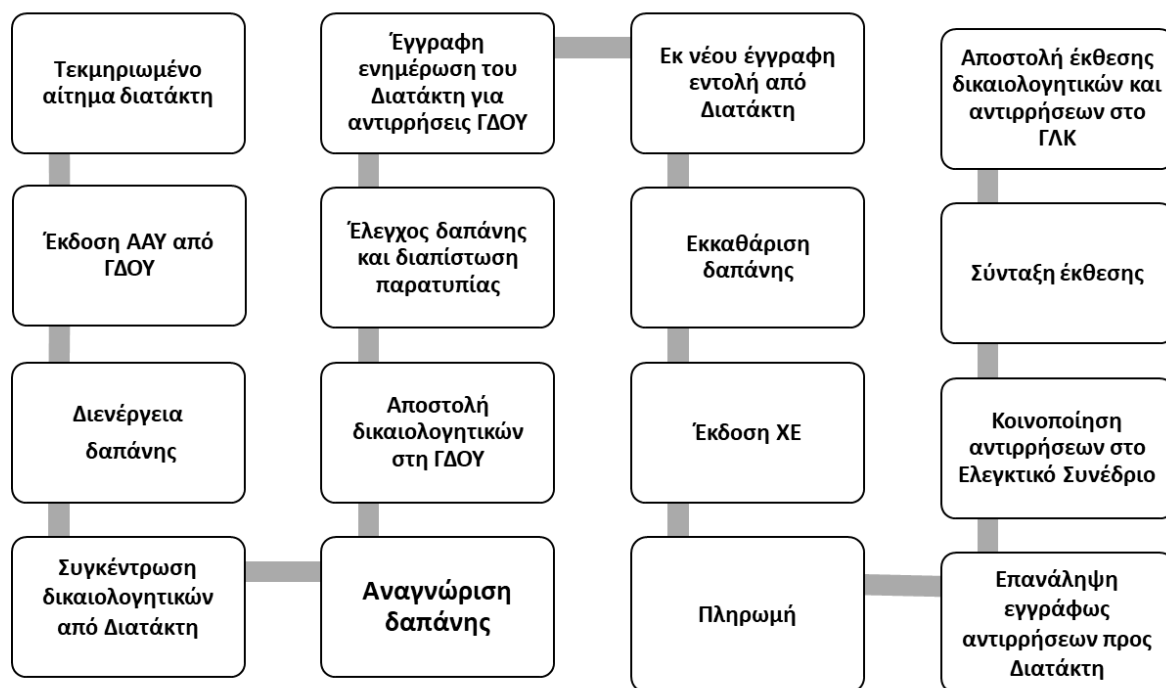 Τεκμηριωμένο
αίτημα διατάκτη
Έκδοση ΑΑΥ από
ΓΔΟΥ
Διενέργεια
δαπάνης
Συγκέντρωση
δικαιολογητικών
από Διατάκτη
Αναγνώριση
δαπάνης
Αποστολή
δικαιολογητικών
στη ΓΔΟΥ
Έλεγχος δαπάνης
και διαπίστωση
παρατυπίας
Έγγραφη
ενημέρωση του
Διατάκτη για
αντιρρήσεις ΓΔΟΥ
Εκ νέου έγγραφη
εντολή από
Διατάκτη
Εκκαθάριση
δαπάνης
Έκδοση ΧΕ
Πληρωμή
Επανάληψη
εγγράφως
αντιρρήσεων προς
Διατάκτη
Κοινοποίηση
αντιρρήσεων στο
Ελεγκτικό Συνέδριο
Σύνταξη έκθεσης
Αποστολή έκθεσης
δικαιολογητικών και
αντιρρήσεων στο
ΓΛΚ